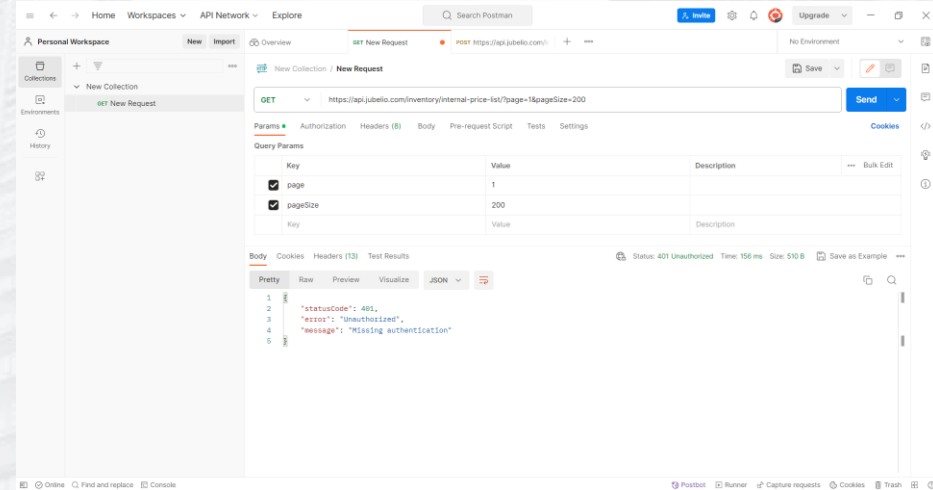 Home Workspaces API Network Explore Search Postman Invite Upgrade
Personal Workspace New Import Overview GET New Request POST https://api.jubelio.com/l No Environment
Collections
Environments
History
New Collection
GET New Request
New Collection / New Request Save
GET https://api.jubelio.com/inventory/internal-price-list/?page=1&pageSize=200 Send
Params Authorization Headers (8) Body Pre-request Script Tests Settings Cookies
Query Params
Key Value Description Bulk Edit
page 1
pageSize 200
Key Value Description
Body Cookies Headers (13) Test Results Status: 401 Unauthorized Time: 156 ms Size: 510 B Save as Example
Pretty Raw Preview Visualize JSON
1 {
2 "statusCode": 401,
3 "error": "Unauthorized",
4 "message": "Missing authentication"
5 }
Online Find and replace Console Postbot Runner Capture requests Cookies Trash